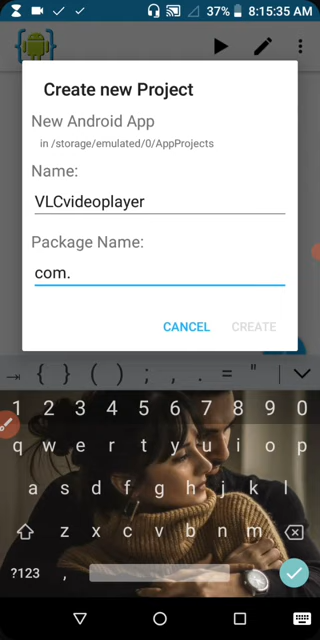 37% 8:15:35 AM
Create new Project
New Android App
in /storage/emulated/0/AppProjects
Name:
VLCvideoplayer
Package Name:
com.
CANCEL CREATE
{ } ( ) ; , . = " |
1 2 3 4 5 6 7 8 9 0
q w e r t y u i o p
a s d f g h j k l
z x c v b n m
?123 , .